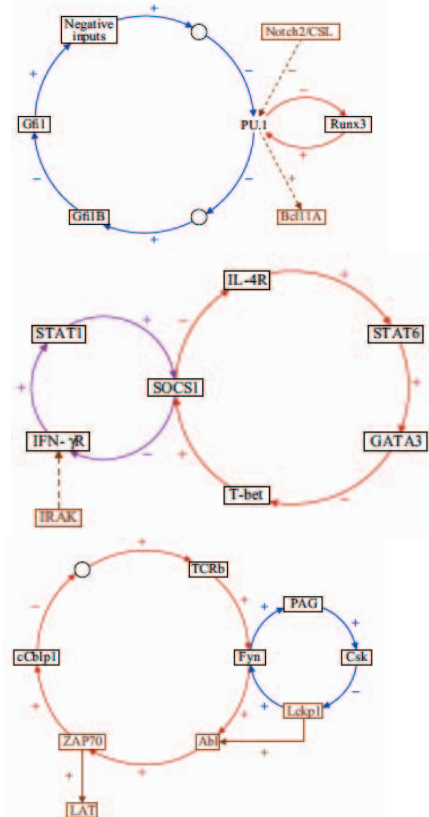 Negative
inputs
Notch2/CSL
+
+
−
−
−
+
Gfi1
PU.1
Runx3
−
−
+
+
Gfi1B
Bcl11A
+
IL-4R
+
STAT1
+
−
STAT6
+
SOCS1
+
IFN- γR
−
+
GATA3
T-bet
−
IRAK
+
+
TCRb
PAG
−
+
+
+
cCblp1
Fyn
Csk
+
+
+
−
Lckp1
ZAP70
Abl
+
+
+
LAT